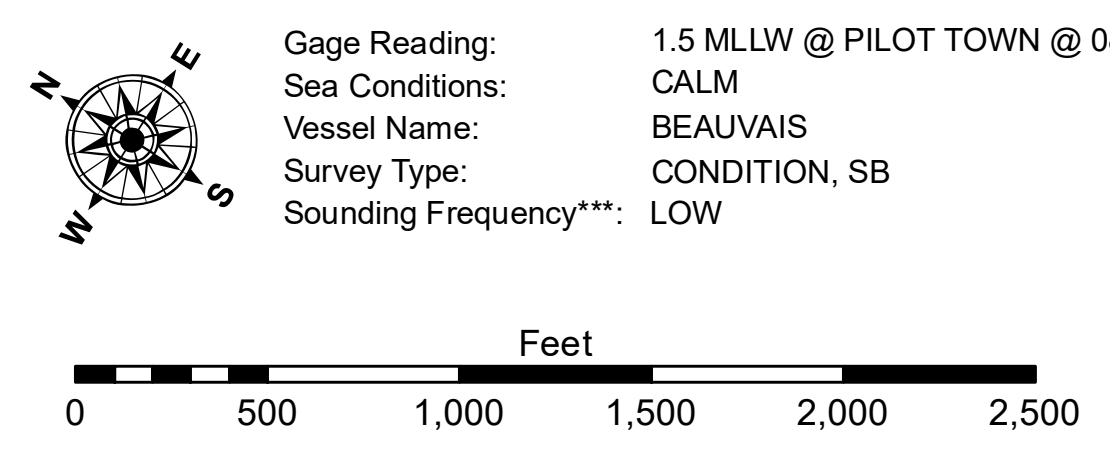 N
E
S
W
Gage Reading: 1.5 MLLW @ PILOT TOWN @
Sea Conditions: CALM
Vessel Name: BEAUVAIS
Survey Type: CONDITION, SB
Sounding Frequency***: LOW
Feet
0 500 1,000 1,500 2,000 2,500